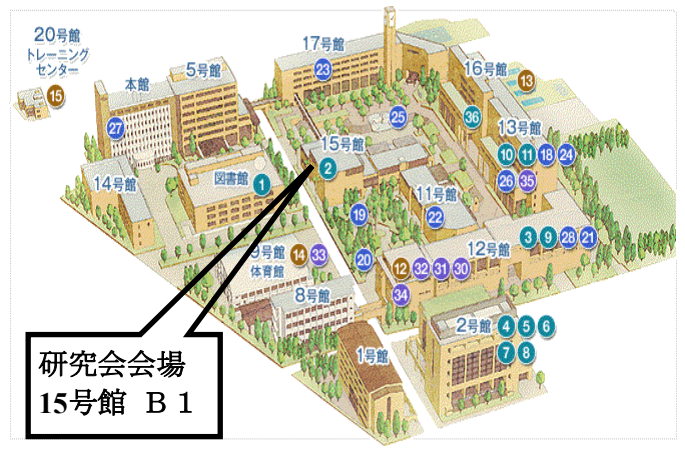 20号館
トレーニング
センター
15
本館
27
5号館
17号館
23
25
16号館
13
36
13号館
10 11 18 24
26 35
15号館
2
14号館
図書館
1
11号館
22
19
20
12号館
3 9 28 21
9号館
体育館
14 33
12 32 31 30
34
8号館
2号館
4 5 6
7 8
1号館
研究会会場
15号館 B1